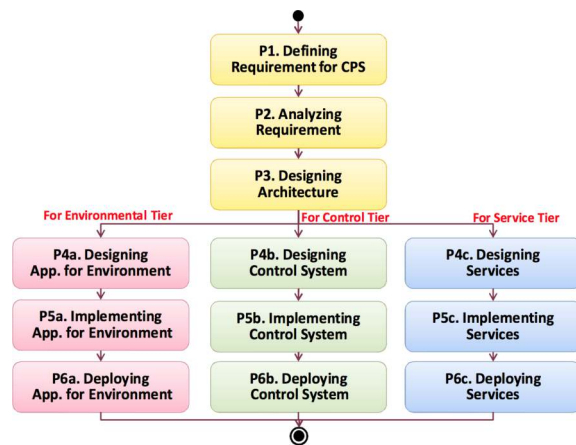 P1. Defining
Requirement for CPS
P2. Analyzing
Requirement
P3. Designing
Architecture
For Environmental Tier
For Control Tier
For Service Tier
P4a. Designing
App. for Environment
P4b. Designing
Control System
P4c. Designing
Services
P5a. Implementing
App. for Environment
P5b. Implementing
Control System
P5c. Implementing
Services
P6a. Deploying
App. for Environment
P6b. Deploying
Control System
P6c. Deploying
Services